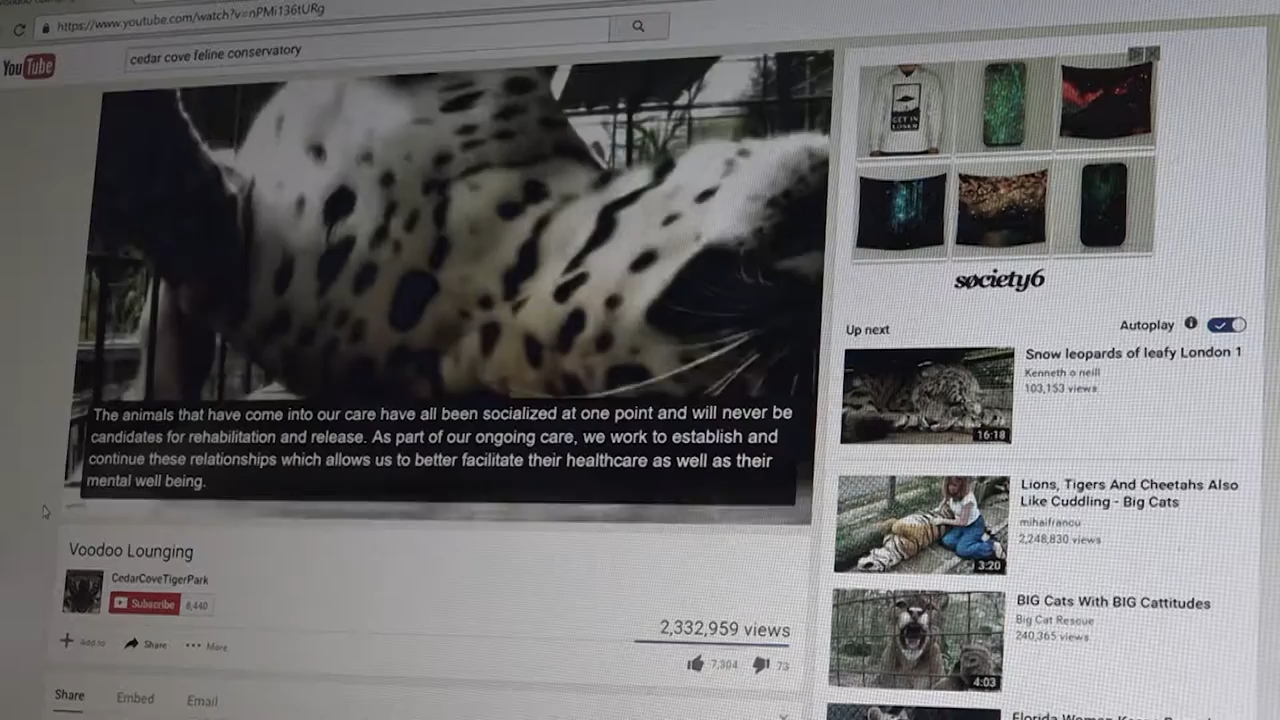 https://www.youtube.com/watch?v=nPMi136tURg
YouTube
cedar cove feline conservatory
GET IN
LOSER
society6
The animals that have come into our care have all been socialized at one point and will never be
candidates for rehabilitation and release. As part of our ongoing care, we work to establish and
continue these relationships which allows us to better facilitate their healthcare as well as their
mental well being.
Voodoo Lounging
CedarCoveTigerPark
Subscribe 8,440
Add to Share More
2,332,959 views
7,304 73
Share Embed Email
Up next
Autoplay
Snow leopards of leafy London 1
Kenneth o neill
103,153 views
16:18
Lions, Tigers And Cheetahs Also
Like Cuddling - Big Cats
mihaifrancu
2,248,830 views
3:20
BIG Cats With BIG Cattitudes
Big Cat Rescue
240,365 views
4:03